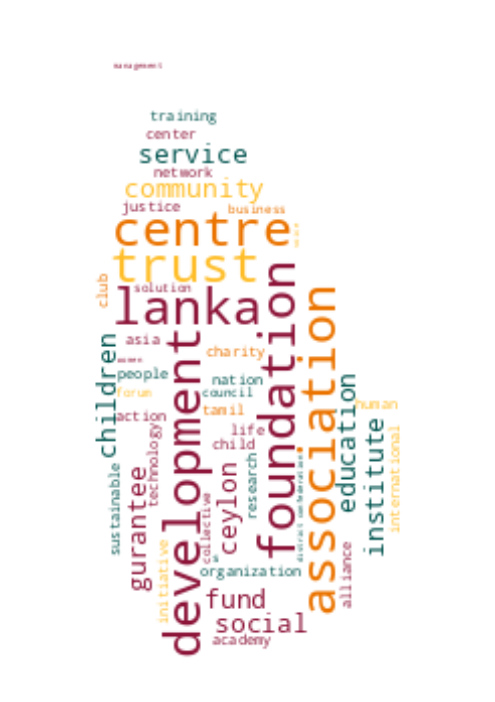 management
training
center
service
network
community
justice
business
centre
trust
solution
club
lanka
foundation
association
development
children
asia
charity
people
nation
forum
council
action
tamil
human
life
child
technology
education
institute
international
sustainable
gurantee
ceylon
research
district confederation
collective
initiative
organization
alliance
fund
social
academy